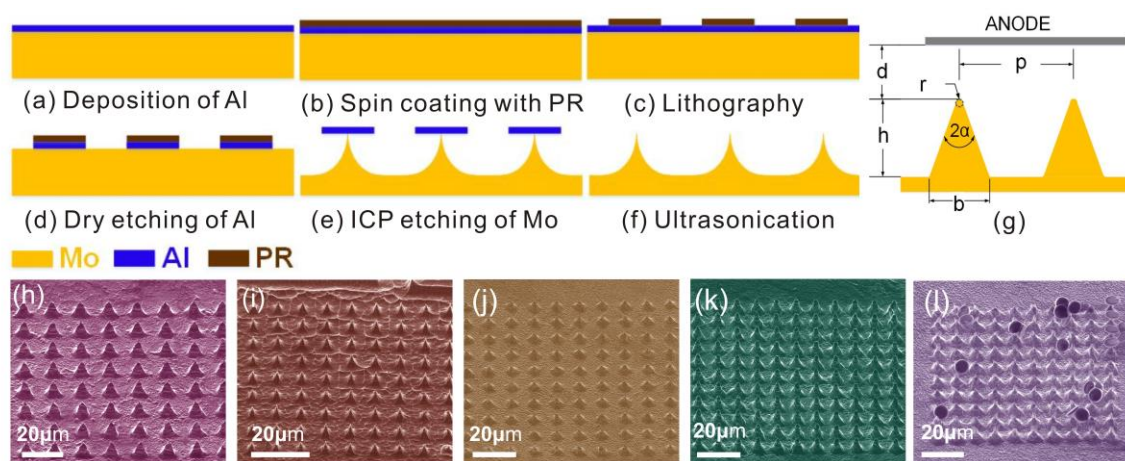 (a) Deposition of Al
(b) Spin coating with PR
(c) Lithography
(d) Dry etching of Al
(e) ICP etching of Mo
(f) Ultrasonication
Mo Al PR
ANODE
d
p
r
h
2α
b
(g)
(h)
(i)
(j)
(k)
(l)
20μm
20μm
20μm
20μm
20μm